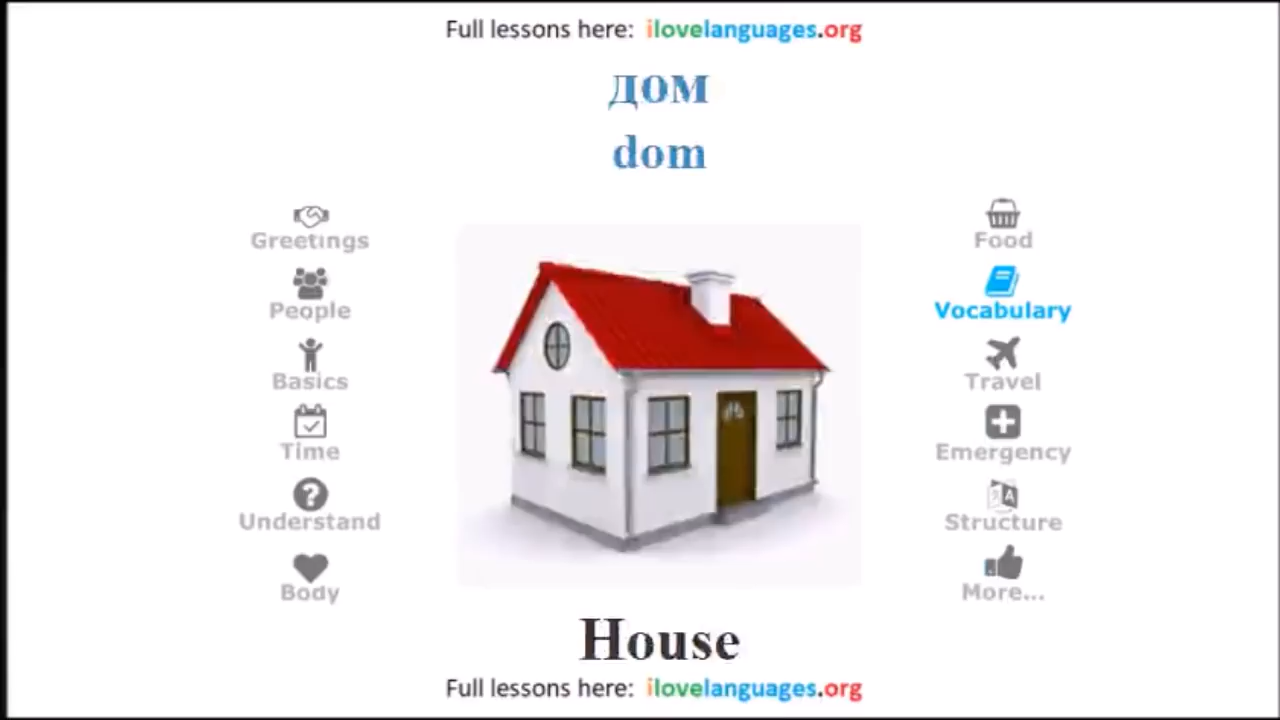 Full lessons here: ilovelanguages.org
дом
dom
Greetings
Food
People
Vocabulary
Basics
Travel
Time
Emergency
Understand
Structure
Body
More...
House
Full lessons here: ilovelanguages.org